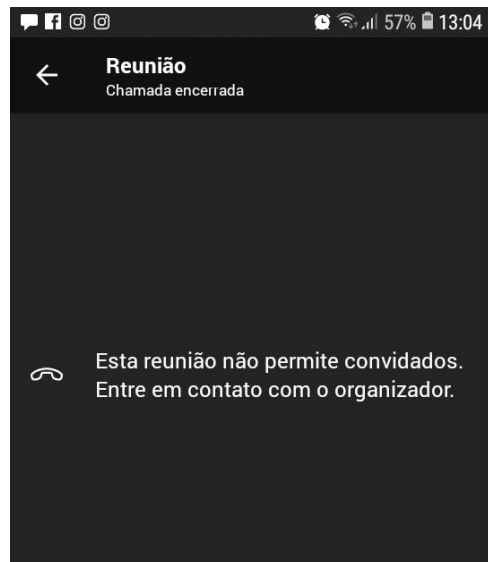 57% 13:04
Reunião
Chamada encerrada
Esta reunião não permite convidados.
Entre em contato com o organizador.